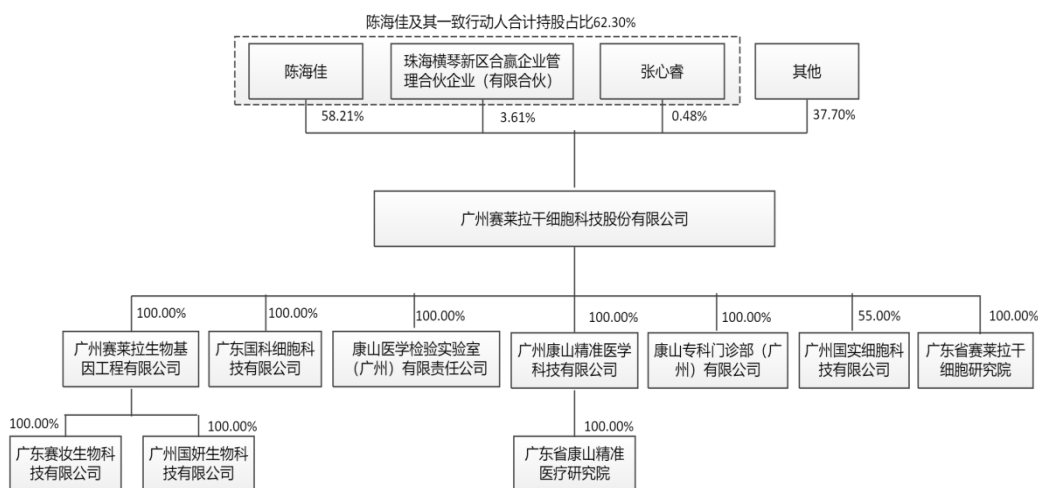 陈海佳及其一致行动人合计持股占比62.30%
陈海佳
珠海横琴新区合赢企业管
理合伙企业（有限合伙）
张心睿
其他
58.21%
3.61%
0.48%
37.70%
广州赛莱拉干细胞科技股份有限公司
100.00%
100.00%
100.00%
100.00%
100.00%
55.00%
100.00%
广州赛莱拉生物基
因工程有限公司
广东国科细胞科
技有限公司
康山医学检验实验室
（广州）有限责任公司
广州康山精准医学
科技有限公司
康山专科门诊部（广
州）有限公司
广州国实细胞科
技有限公司
广东省赛莱拉干
细胞研究院
100.00%
100.00%
100.00%
广东赛妆生物科
技有限公司
广州国妍生物科
技有限公司
广东省康山精准
医疗研究院